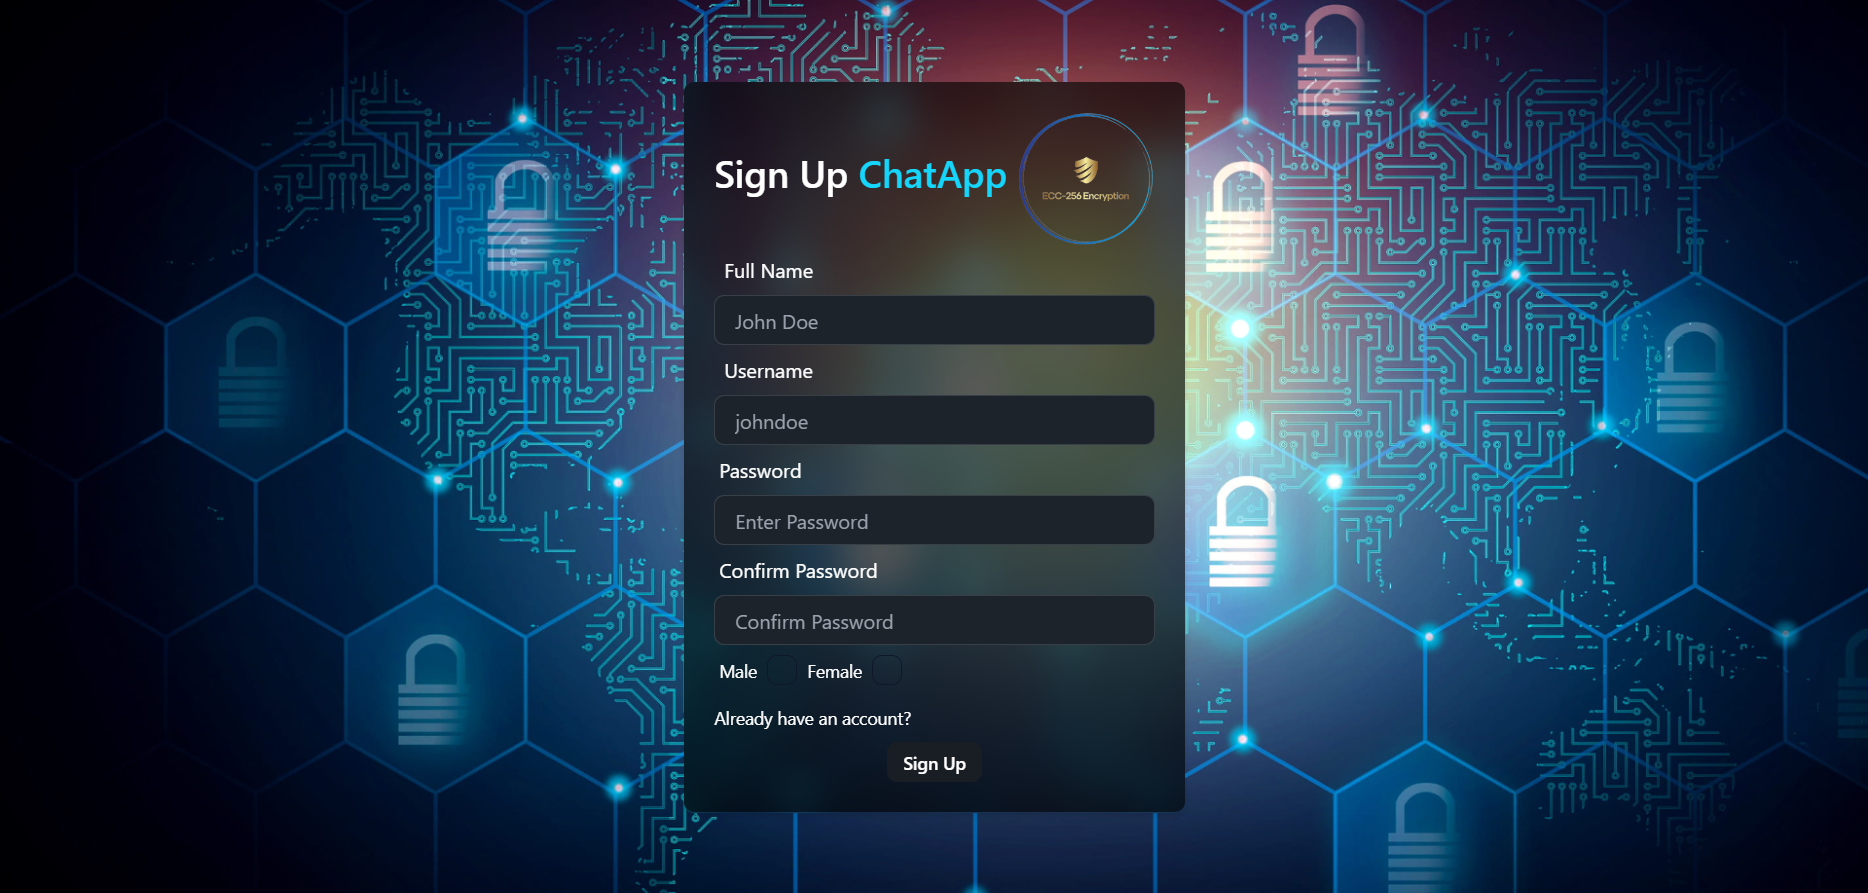 Sign Up ChatApp
ECC-256 Encryption
Full Name
John Doe
Username
johndoe
Password
Enter Password
Confirm Password
Confirm Password
Male Female
Already have an account?
Sign Up